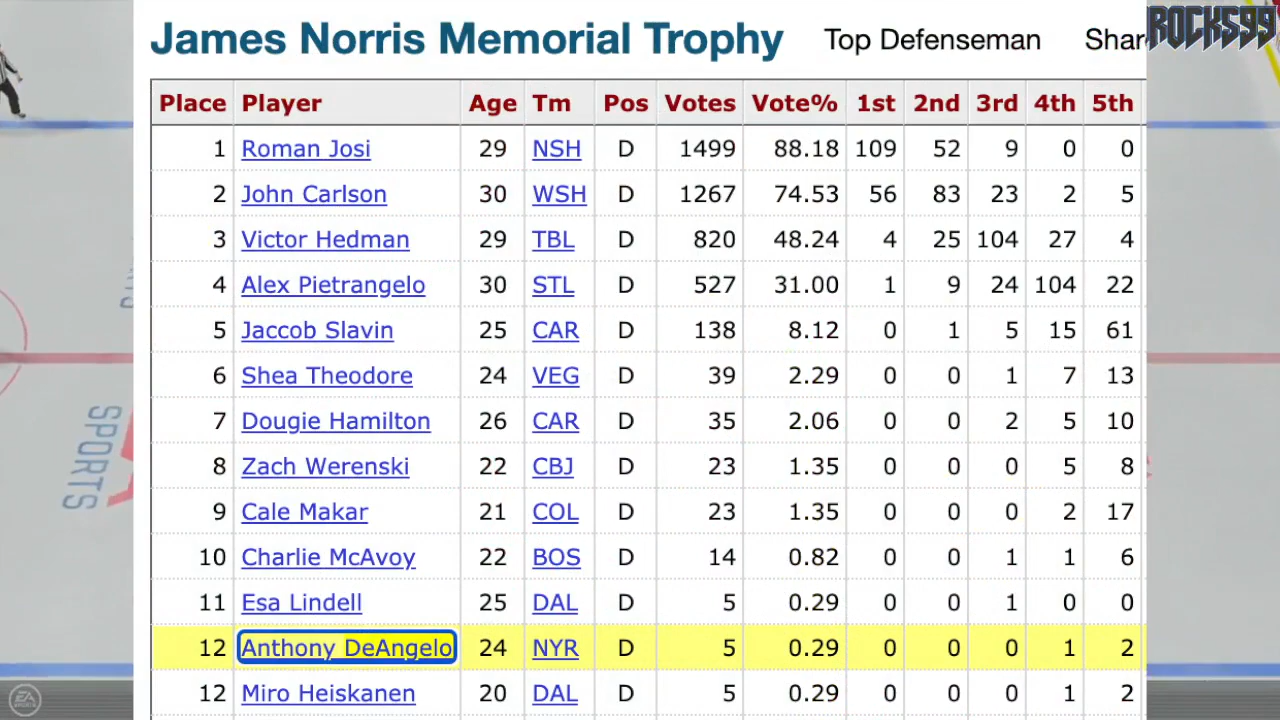 James Norris Memorial Trophy Top Defenseman Shar
ROCKS99
Place Player Age Tm Pos Votes Vote% 1st 2nd 3rd 4th 5th
1 Roman Josi 29 NSH D 1499 88.18 109 52 9 0 0
2 John Carlson 30 WSH D 1267 74.53 56 83 23 2 5
3 Victor Hedman 29 TBL D 820 48.24 4 25 104 27 4
4 Alex Pietrangelo 30 STL D 527 31.00 1 9 24 104 22
5 Jaccob Slavin 25 CAR D 138 8.12 0 1 5 15 61
6 Shea Theodore 24 VEG D 39 2.29 0 0 1 7 13
7 Dougie Hamilton 26 CAR D 35 2.06 0 0 2 5 10
8 Zach Werenski 22 CBJ D 23 1.35 0 0 0 5 8
9 Cale Makar 21 COL D 23 1.35 0 0 0 2 17
10 Charlie McAvoy 22 BOS D 14 0.82 0 0 1 1 6
11 Esa Lindell 25 DAL D 5 0.29 0 0 1 0 0
12 Anthony DeAngelo 24 NYR D 5 0.29 0 0 0 1 2
12 Miro Heiskanen 20 DAL D 5 0.29 0 0 0 1 2
SPORTS
EA